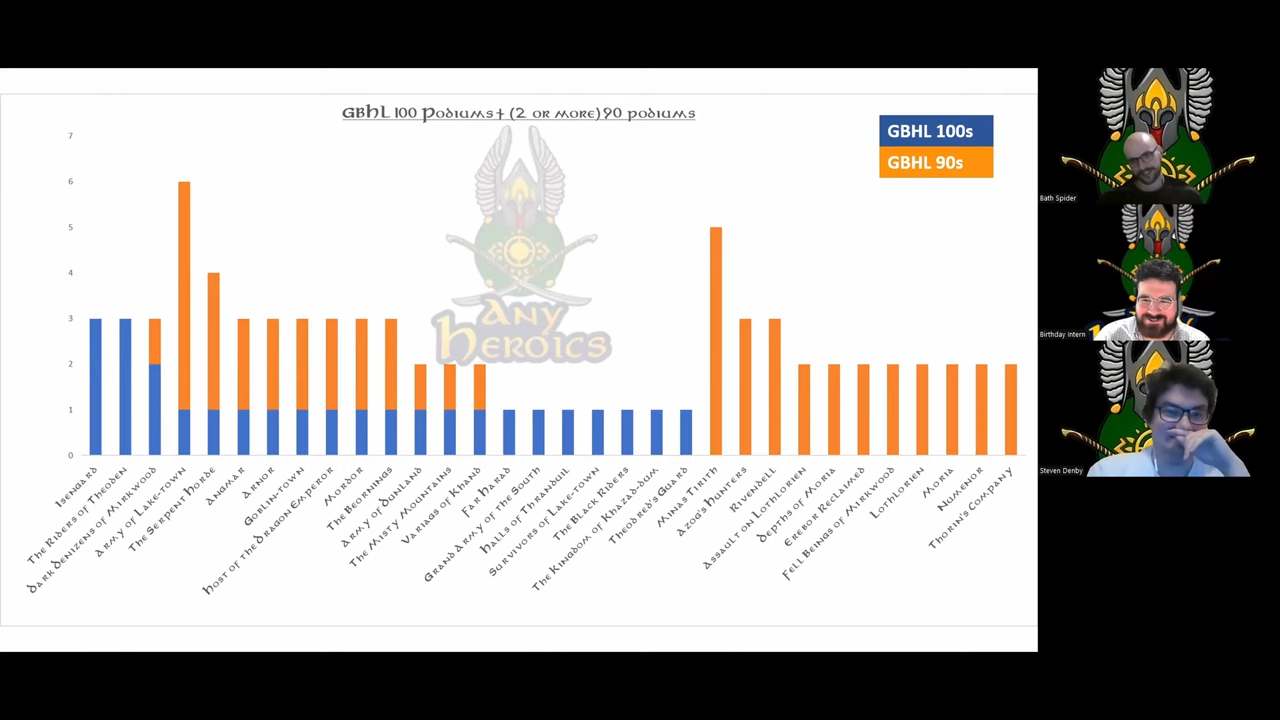 GBHL 100 Podiums + (2 or more) 90 podiums
GBHL 100s
GBHL 90s
7
6
5
4
3
2
1
0
Any
Heroics
Isengard
The Riders of Theoden
Dark Denizens of Mirkwood
Army of Lake-town
The Serpent Horde
Angmar
Arnor
Goblin-town
Host of the Dragon Emperor
Mordor
The Beornings
Army of Dunland
The Misty Mountains
Variags of Khand
Far Harad
Grand Army of the South
Halls of Thranduil
Survivors of Lake-town
The Black Riders
The Kingdom of Khazad-dum
Theodred's Guard
Minas Tirith
Azog's Hunters
Rivendell
Assault on Lothlorien
Depths of Moria
Erebor Reclaimed
Fell Beings of Mirkwood
Lothlorien
Moria
Numenor
Thorin's Company
Bath Spider
Birthday Intern
Steven Denby